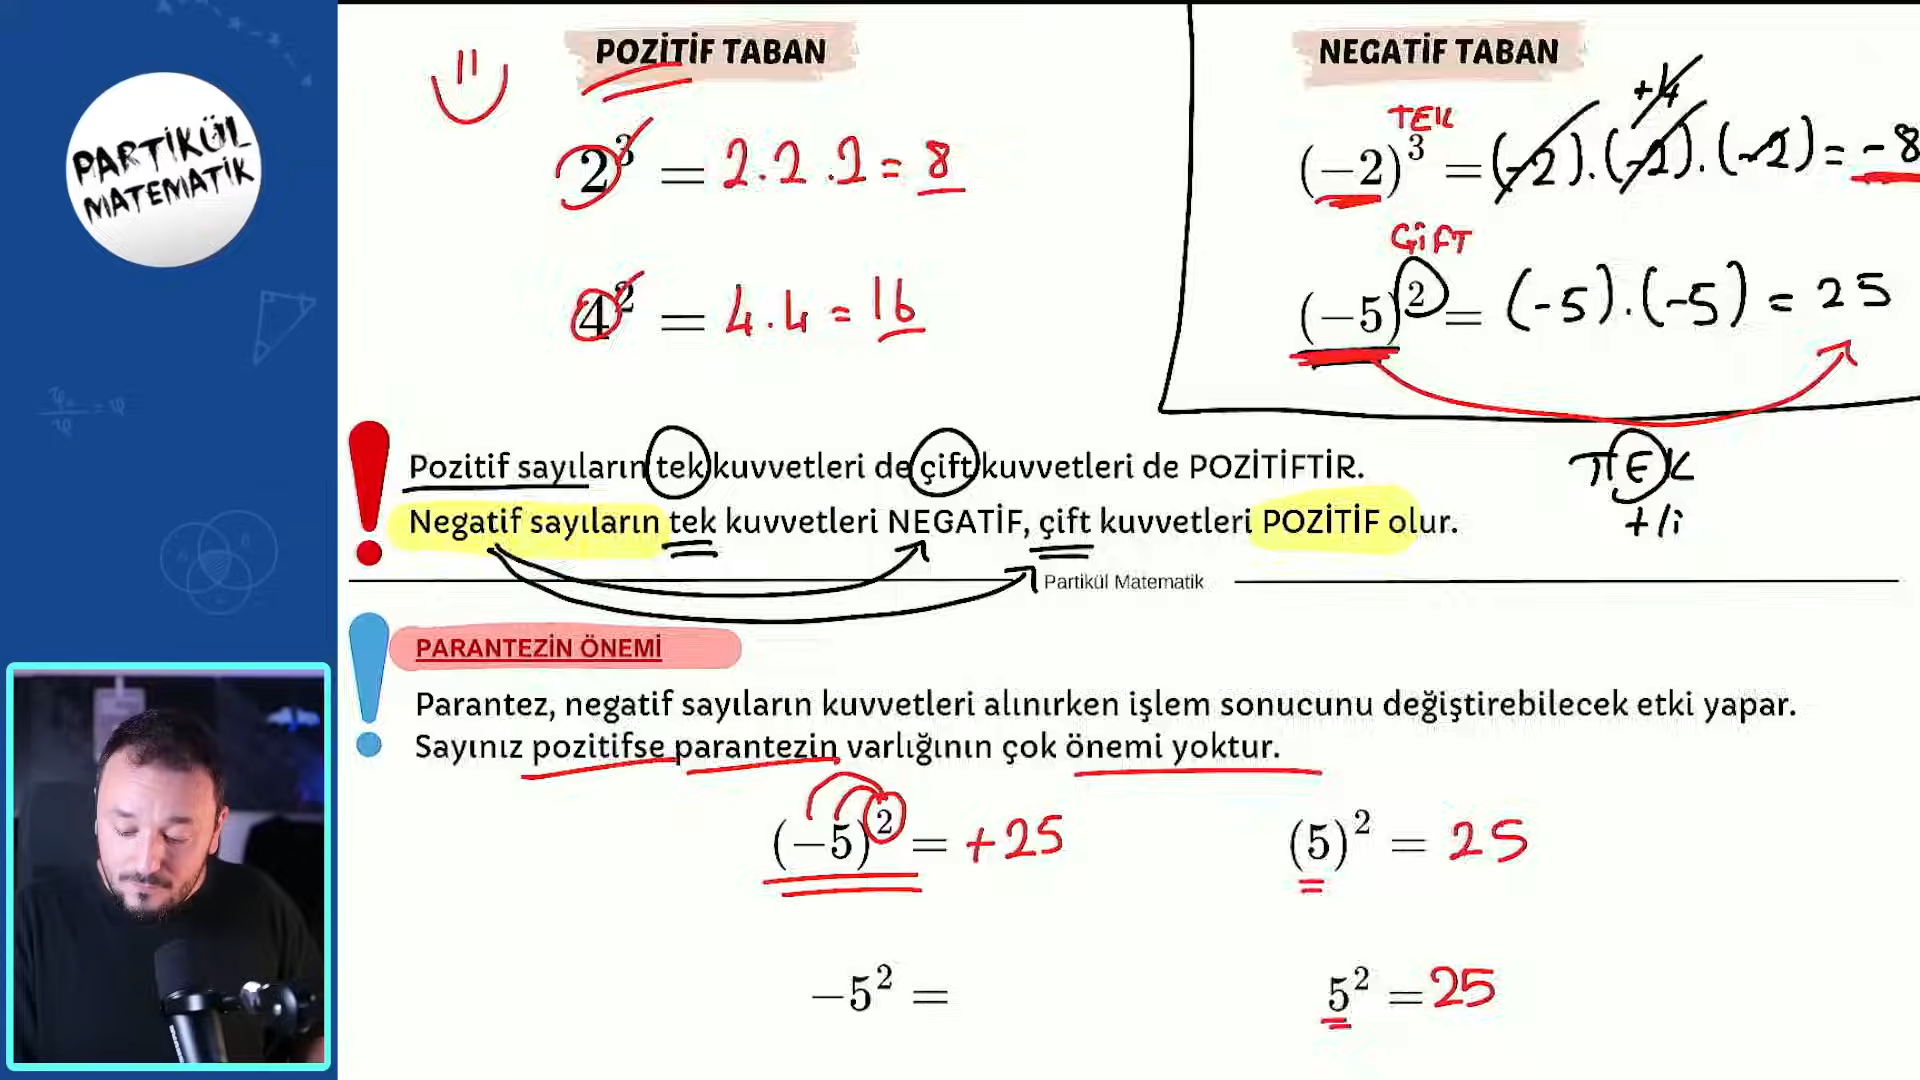 PARTİKÜL
MATEMATİK
POZİTİF TABAN
2³ = 2.2.2 = 8
4² = 4.4 = 16
NEGATİF TABAN
TEK
+4
(−2)³ = (-2).(-2).(-2) = -8
ÇİFT
(−5)² = (-5).(-5) = 25
Pozitif sayıların tek kuvvetleri de çift kuvvetleri de POZİTİFTİR.
Negatif sayıların tek kuvvetleri NEGATİF, çift kuvvetleri POZİTİF olur.
TEK
Partikül Matematik
PARANTEZİN ÖNEMİ
Parantez, negatif sayıların kuvvetleri alınırken işlem sonucunu değiştirebilecek etki yapar.
Sayınız pozitifse parantezin varlığının çok önemi yoktur.
(−5)² = +25
(5)² = 25
−5² =
5² = 25